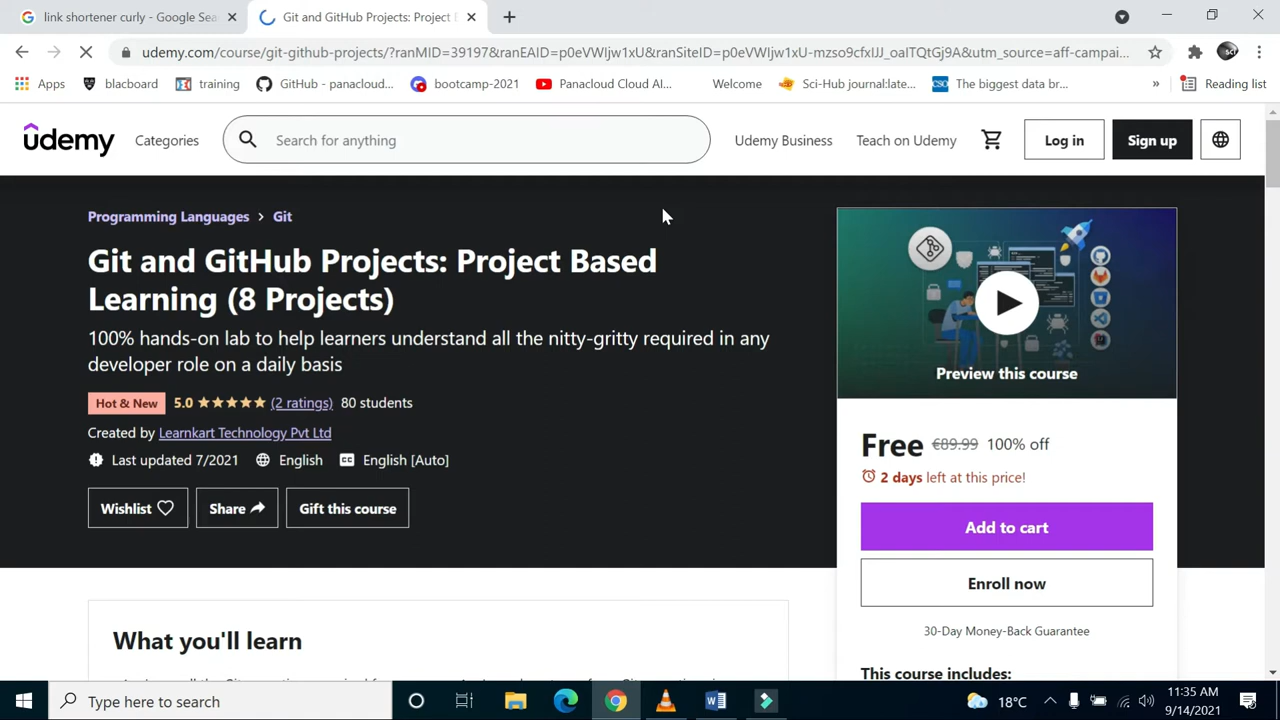 link shortener curly - Google Sea
Git and GitHub Projects: Project B
udemy.com/course/git-github-projects/?ranMID=39197&ranEAID=p0eVWIjw1xU&ranSiteID=p0eVWIjw1xU-mzso9cfxIJJ_oaITQtGj9A&utm_source=aff-campai...
Apps
blacboard
training
GitHub - panacloud...
bootcamp-2021
Panacloud Cloud AI...
Welcome
Sci-Hub journal:late...
SDO
The biggest data br...
»
Reading list
udemy
Categories
Search for anything
Udemy Business
Teach on Udemy
Log in
Sign up
Programming Languages > Git
Git and GitHub Projects: Project Based
Learning (8 Projects)
100% hands-on lab to help learners understand all the nitty-gritty required in any
developer role on a daily basis
Hot & New 5.0 (2 ratings) 80 students
Created by Learnkart Technology Pvt Ltd
Last updated 7/2021 English CC English [Auto]
Wishlist
Share
Gift this course
Preview this course
Free €89.99 100% off
2 days left at this price!
Add to cart
Enroll now
30-Day Money-Back Guarantee
This course includes:
What you'll learn
Type here to search
18°C
11:35 AM
9/14/2021